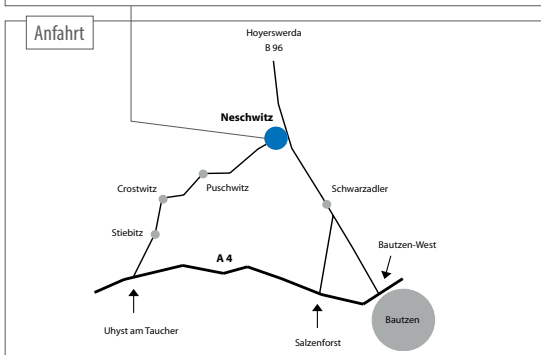 Anfahrt
Hoyerswerda
B 96
Neschwitz
Crostwitz
Puschwitz
Schwarzadler
Stiebitz
Bautzen-West
A 4
Bautzen
Uhyst am Taucher
Salzenforst